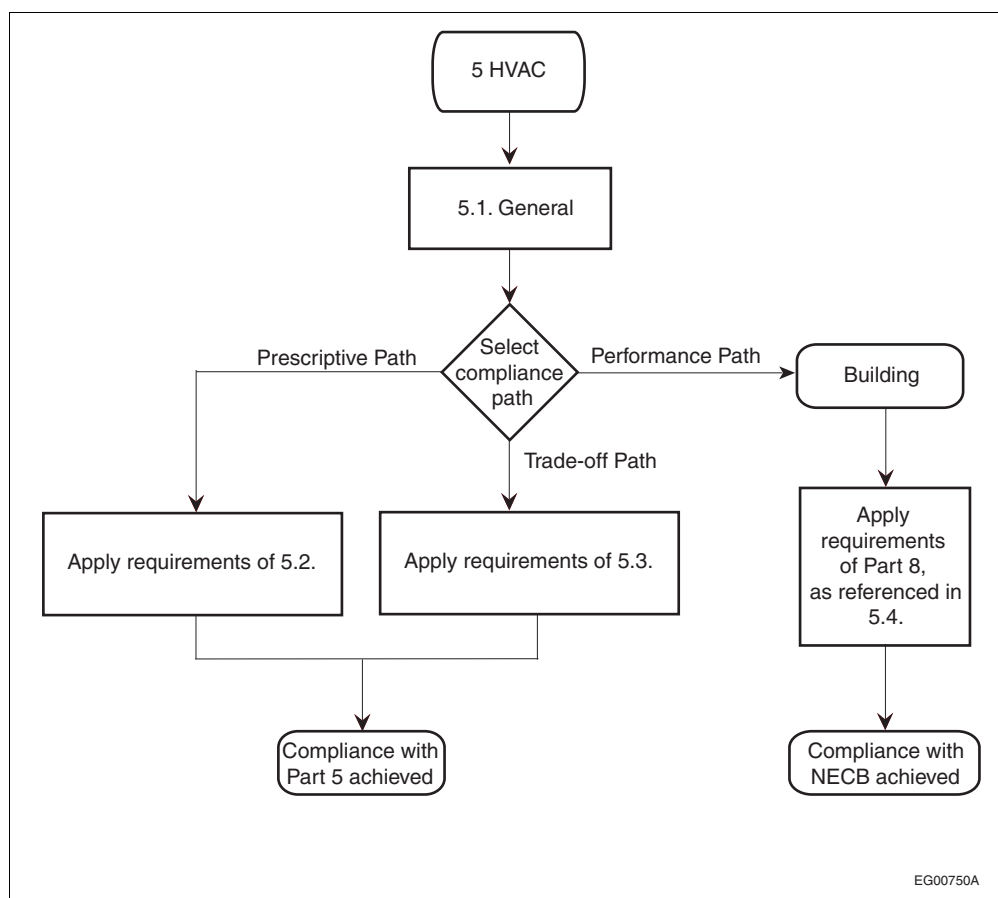 5 HVAC
5.1. General
Select
compliance
path
Prescriptive Path
Performance Path
Trade-off Path
Building
Apply requirements of 5.2.
Apply requirements of 5.3.
Apply
requirements
of Part 8,
as referenced in
5.4.
Compliance with
Part 5 achieved
Compliance with
NECB achieved
EG00750A